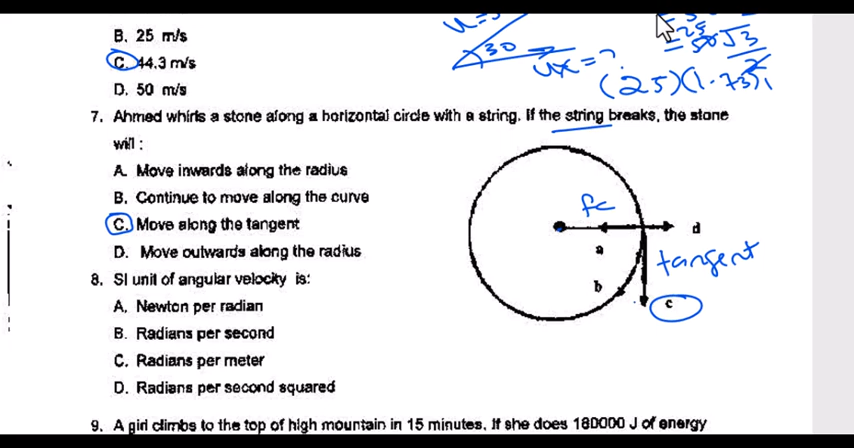 B. 25 m/s
C. 44.3 m/s
D. 50 m/s
30
(25)(1.73)
7. Ahmed whirls a stone along a horizontal circle with a string. If the string breaks, the stone
will :
A. Move inwards along the radius
B. Continue to move along the curve
C. Move along the tangent
D. Move outwards along the radius
fc
a
b
c
d
tangent
8. SI unit of angular velocity is:
A. Newton per radian
B. Radians per second
C. Radians per meter
D. Radians per second squared
9. A girl climbs to the top of high mountain in 15 minutes. If she does 180000 J of energy